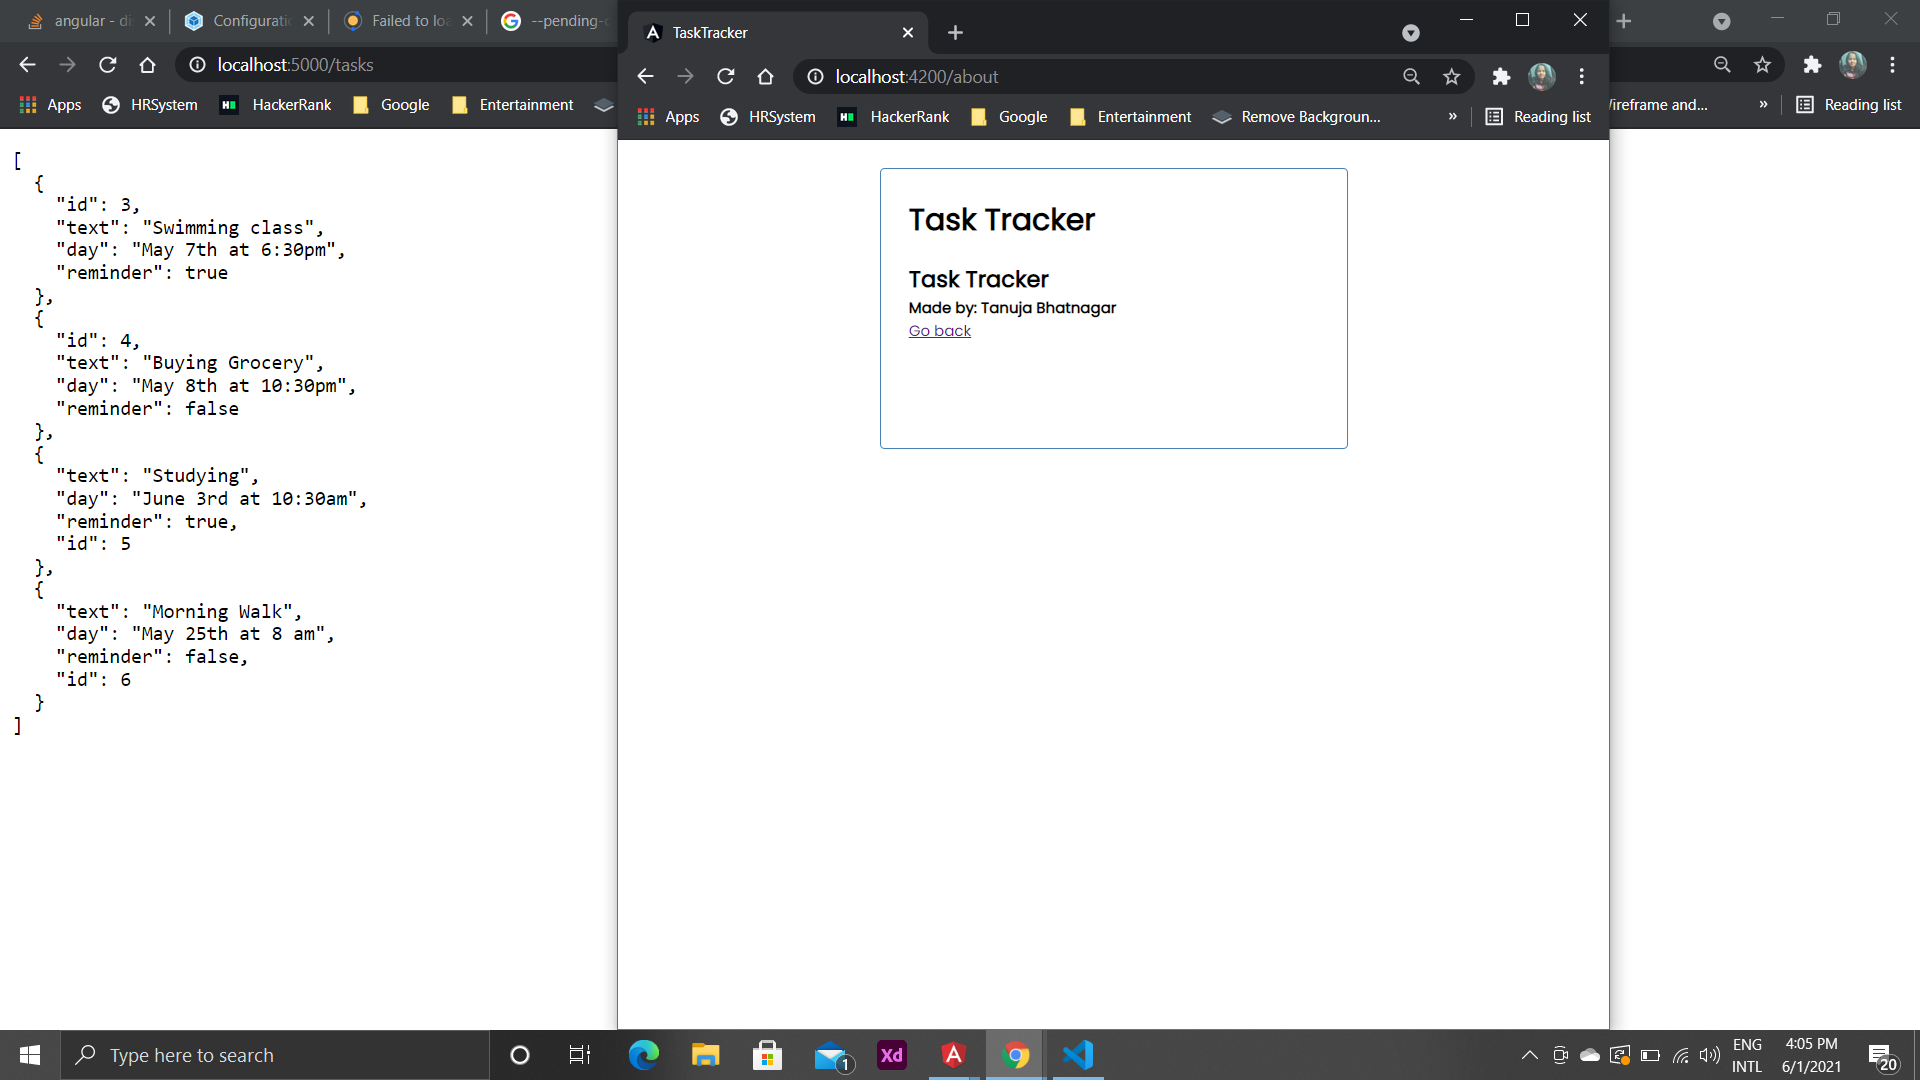 angular - di
Configuratio
Failed to loa
--pending-c
localhost:5000/tasks
Apps
HRSystem
HackerRank
Google
Entertainment
[
{
"id": 3,
"text": "Swimming class",
"day": "May 7th at 6:30pm",
"reminder": true
},
{
"id": 4,
"text": "Buying Grocery",
"day": "May 8th at 10:30pm",
"reminder": false
},
{
"text": "Studying",
"day": "June 3rd at 10:30am",
"reminder": true,
"id": 5
},
{
"text": "Morning Walk",
"day": "May 25th at 8 am",
"reminder": false,
"id": 6
}
]
TaskTracker
localhost:4200/about
Apps
HRSystem
HackerRank
Google
Entertainment
Remove Backgroun...
»
Reading list
Task Tracker
Task Tracker
Made by: Tanuja Bhatnagar
Go back
Wireframe and...
»
Reading list
Type here to search
Xd
1
ENG
INTL
4:05 PM
6/1/2021
20